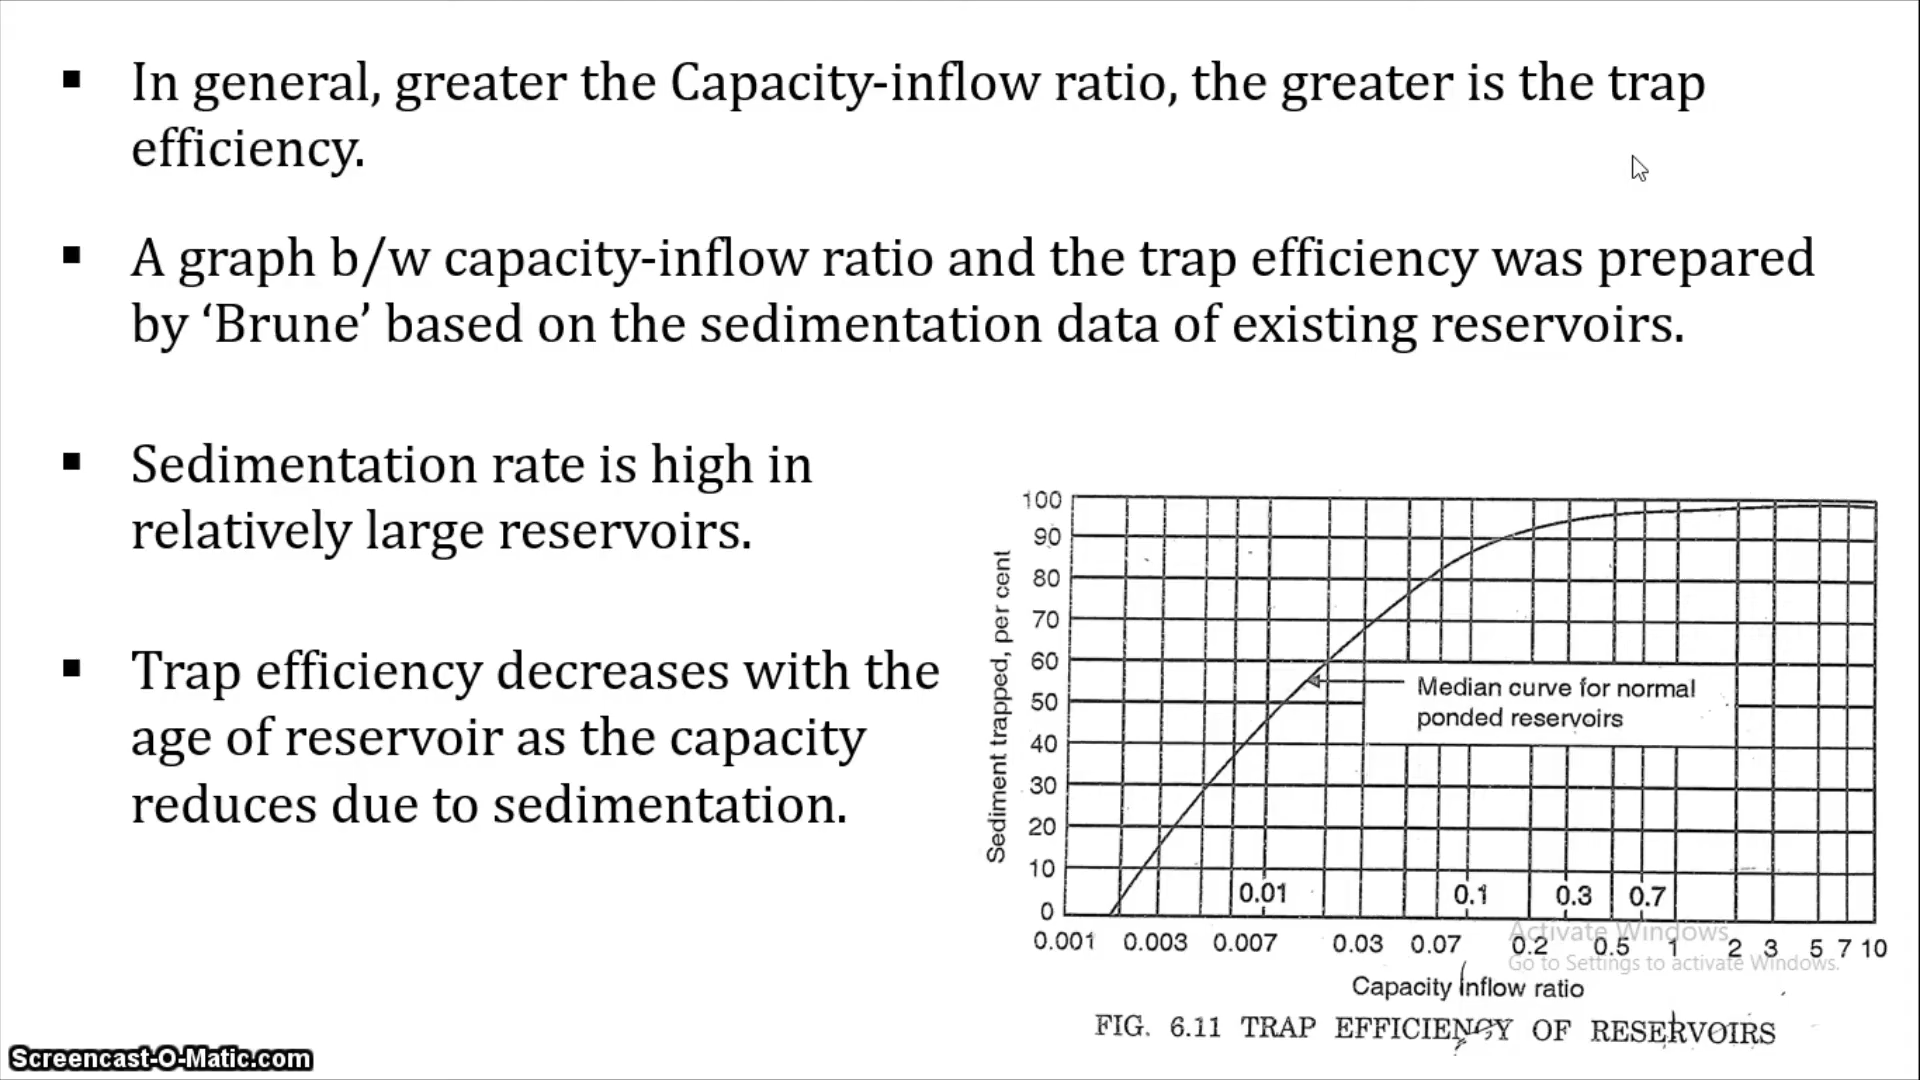 ▪ In general, greater the Capacity-inflow ratio, the greater is the trap
efficiency.
▪ A graph b/w capacity-inflow ratio and the trap efficiency was prepared
by ‘Brune’ based on the sedimentation data of existing reservoirs.
▪ Sedimentation rate is high in
relatively large reservoirs.
▪ Trap efficiency decreases with the
age of reservoir as the capacity
reduces due to sedimentation.
Sediment trapped, per cent
100
90
80
70
60
50
40
30
20
10
0
Median curve for normal
ponded reservoirs
0.01 0.1 0.3 0.7
0.001 0.003 0.007 0.03 0.07 0.2 0.5 1 2 3 5 7 10
Capacity Inflow ratio
FIG. 6.11 TRAP EFFICIENCY OF RESERVOIRS
Activate Windows
Go to Settings to activate Windows.
Screencast-O-Matic.com